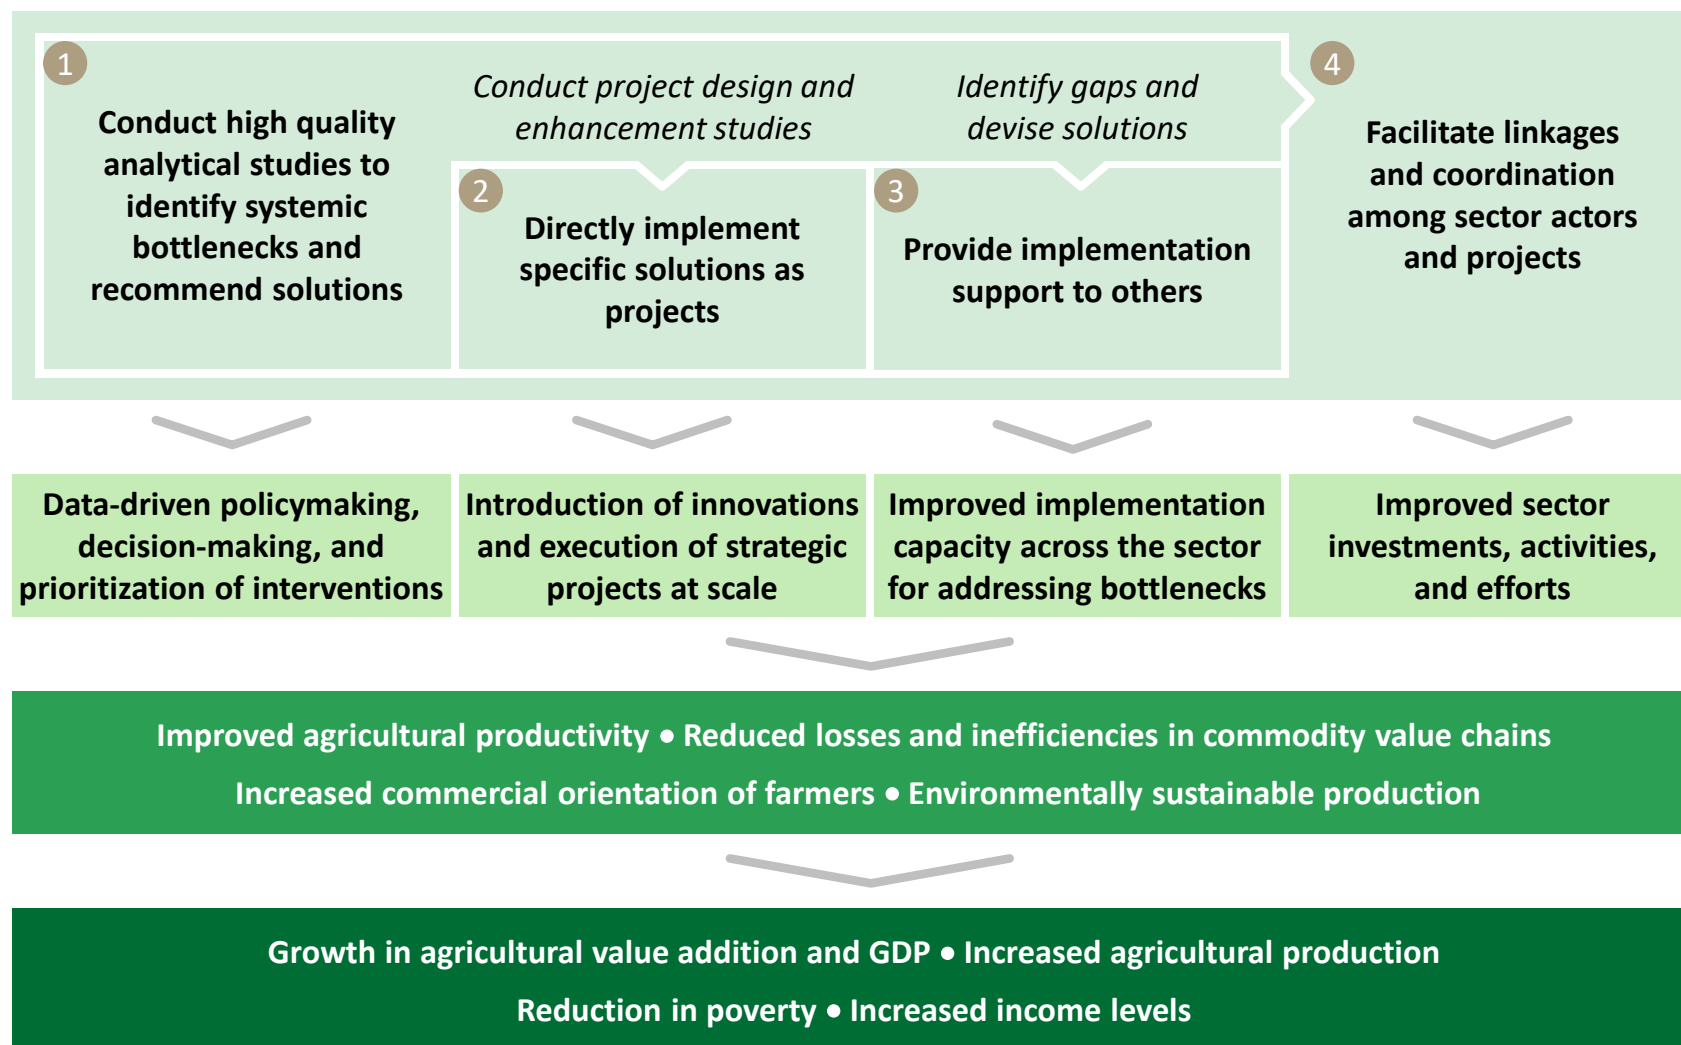 1
Conduct high quality
analytical studies to
identify systemic
bottlenecks and
recommend solutions
Conduct project design and
enhancement studies
2
Directly implement
specific solutions as
projects
Identify gaps and
devise solutions
3
Provide implementation
support to others
4
Facilitate linkages
and coordination
among sector actors
and projects
Data-driven policymaking,
decision-making, and
prioritization of interventions
Introduction of innovations
and execution of strategic
projects at scale
Improved implementation
capacity across the sector
for addressing bottlenecks
Improved sector
investments, activities,
and efforts
Improved agricultural productivity • Reduced losses and inefficiencies in commodity value chains
Increased commercial orientation of farmers • Environmentally sustainable production
Growth in agricultural value addition and GDP • Increased agricultural production
Reduction in poverty • Increased income levels